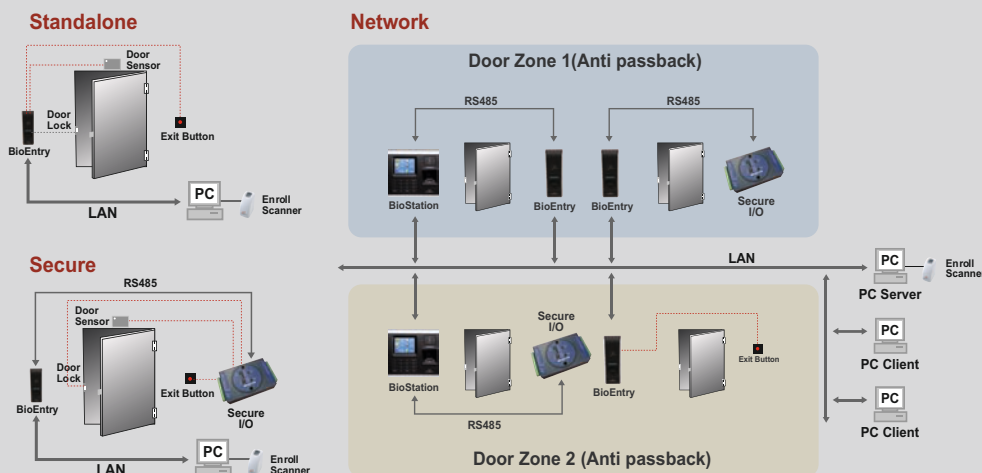 Standalone
Door
Sensor
Door
Lock
BioEntry
Exit Button
PC
Enroll
Scanner
LAN
Secure
RS485
Door
Sensor
Door
Lock
BioEntry
Exit Button
Secure
I/O
PC
Enroll
Scanner
LAN
Network
Door Zone 1(Anti passback)
RS485
RS485
BioStation
BioEntry
BioEntry
Secure
I/O
LAN
PC
Enroll
Scanner
PC Server
PC
PC Client
PC
PC Client
Secure
I/O
BioStation
BioEntry
Exit Button
RS485
Door Zone 2 (Anti passback)